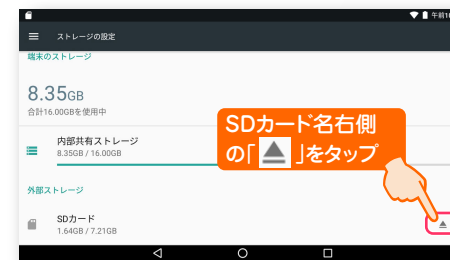 午前10
ストレージの設定
端末のストレージ
8.35GB
合計16.00GBを使用中
内部共有ストレージ
8.35GB / 16.00GB
SDカード名右側
の「」をタップ
外部ストレージ
SDカード
1.64GB / 7.21GB